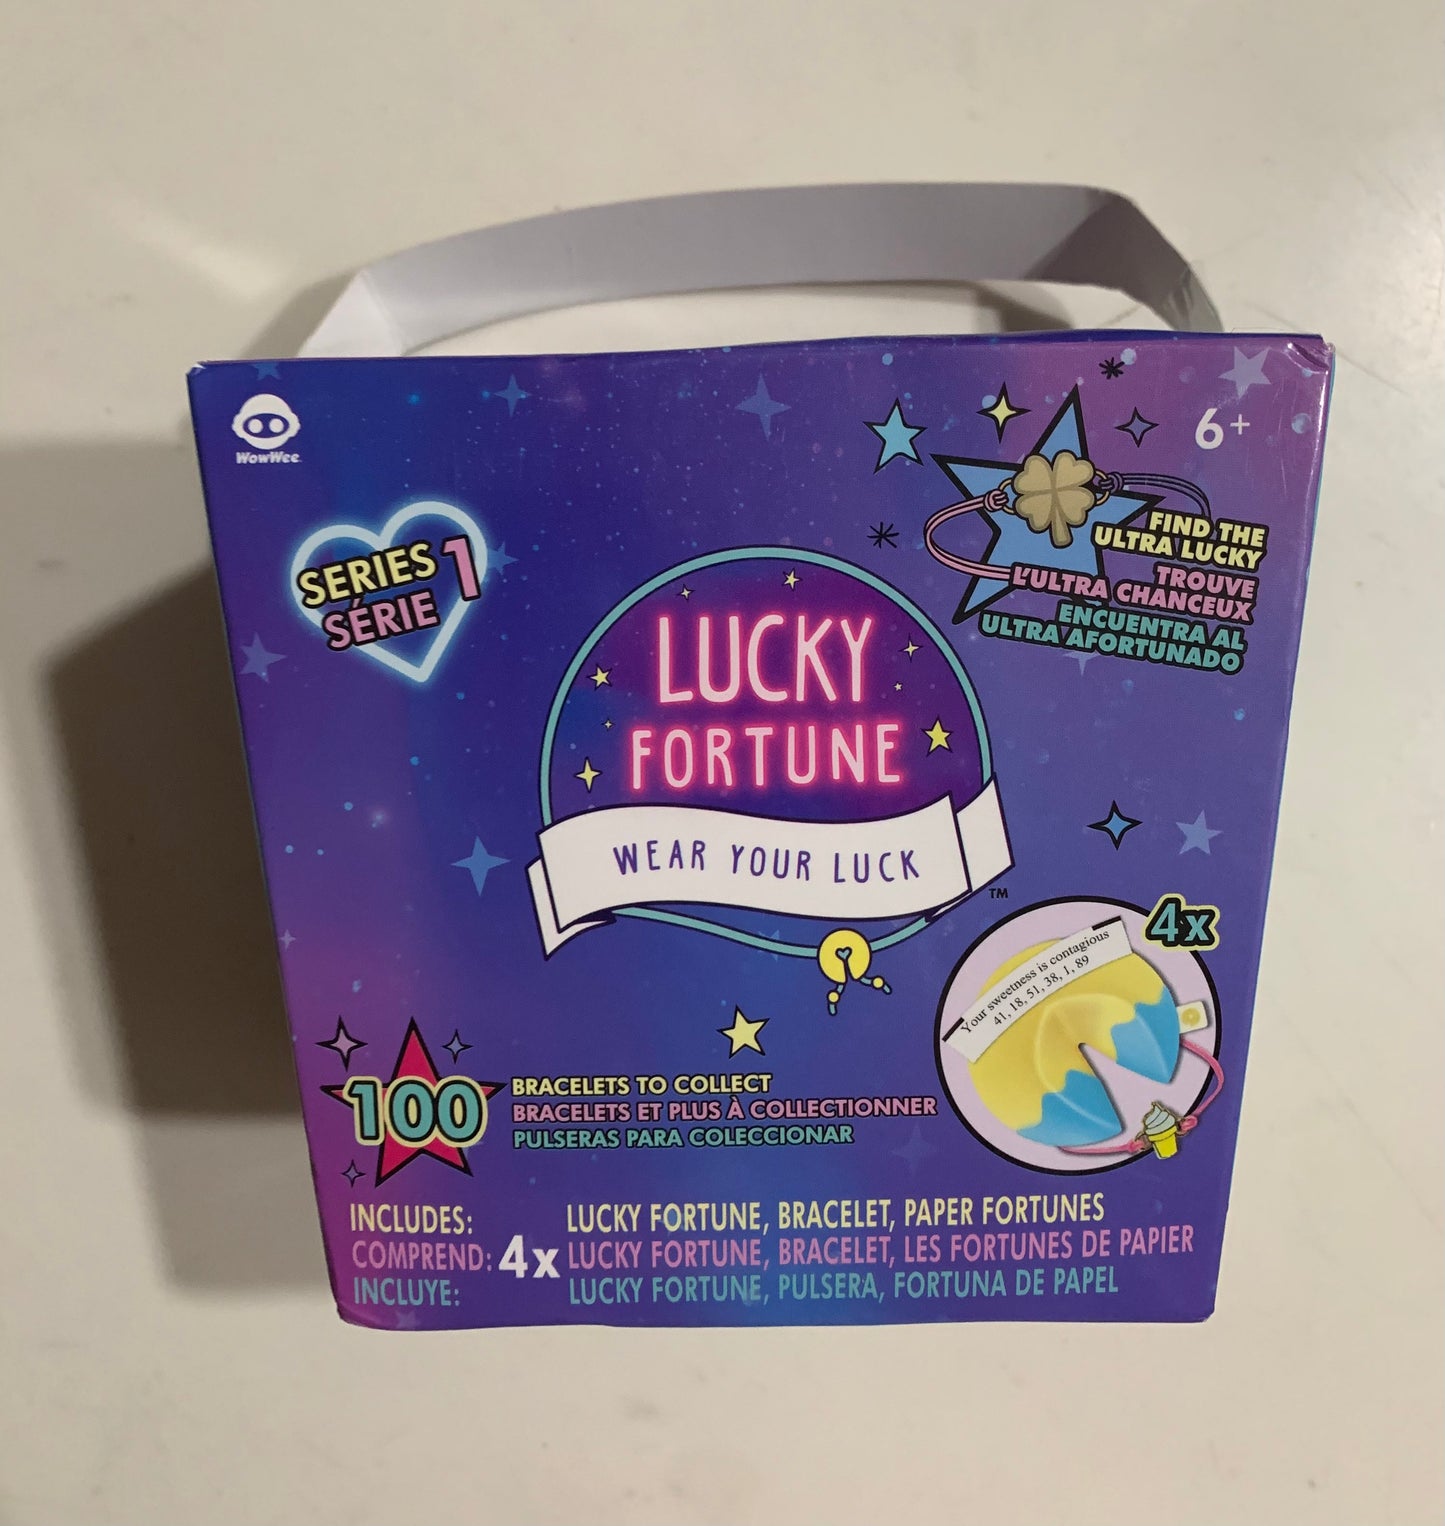 WowWee
6+
SERIES 1
SÉRIE
FIND THE
ULTRA LUCKY
TROUVE
L'ULTRA CHANCEUX
ENCUENTRA AL
ULTRA AFORTUNADO
LUCKY
FORTUNE
WEAR YOUR LUCK
TM
4x
Your sweetness is contagious
41, 18, 51, 38, 1, 89
100
BRACELETS TO COLLECT
BRACELETS ET PLUS À COLLECTIONNER
PULSERAS PARA COLECCIONAR
INCLUDES: LUCKY FORTUNE, BRACELET, PAPER FORTUNES
COMPREND: 4x LUCKY FORTUNE, BRACELET, LES FORTUNES DE PAPIER
INCLUYE: LUCKY FORTUNE, PULSERA, FORTUNA DE PAPEL